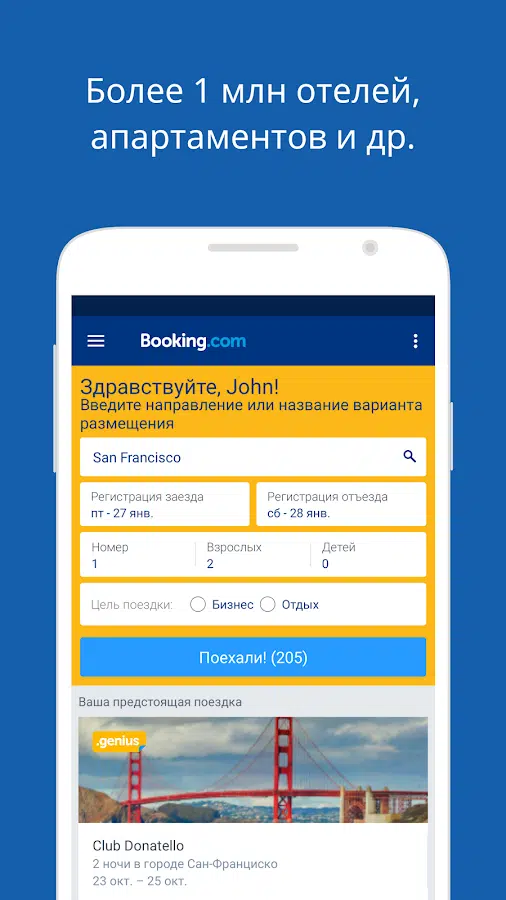 Более 1 млн отелей,
апартаментов и др.
Booking.com
Здравствуйте, John!
Введите направление или название варианта
размещения
San Francisco
Регистрация заезда
пт - 27 янв.
Регистрация отъезда
сб - 28 янв.
Номер
1
Взрослых
2
Детей
0
Цель поездки:
Бизнес
Отдых
Поехали! (205)
Ваша предстоящая поездка
.genius
Club Donatello
2 ночи в городе Сан-Франциско
23 окт. – 25 окт.